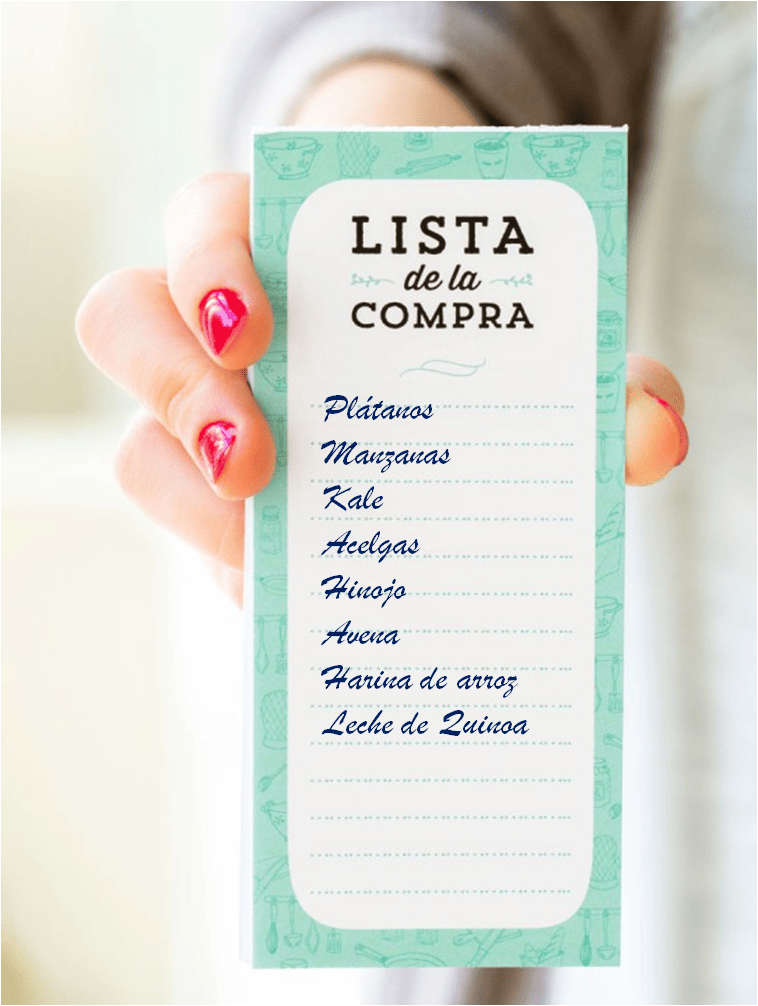 LISTA
de la
COMPRA
Plátanos
Manzanas
Kale
Acelgas
Hinojo
Avena
Harina de arroz
Leche de Quinoa